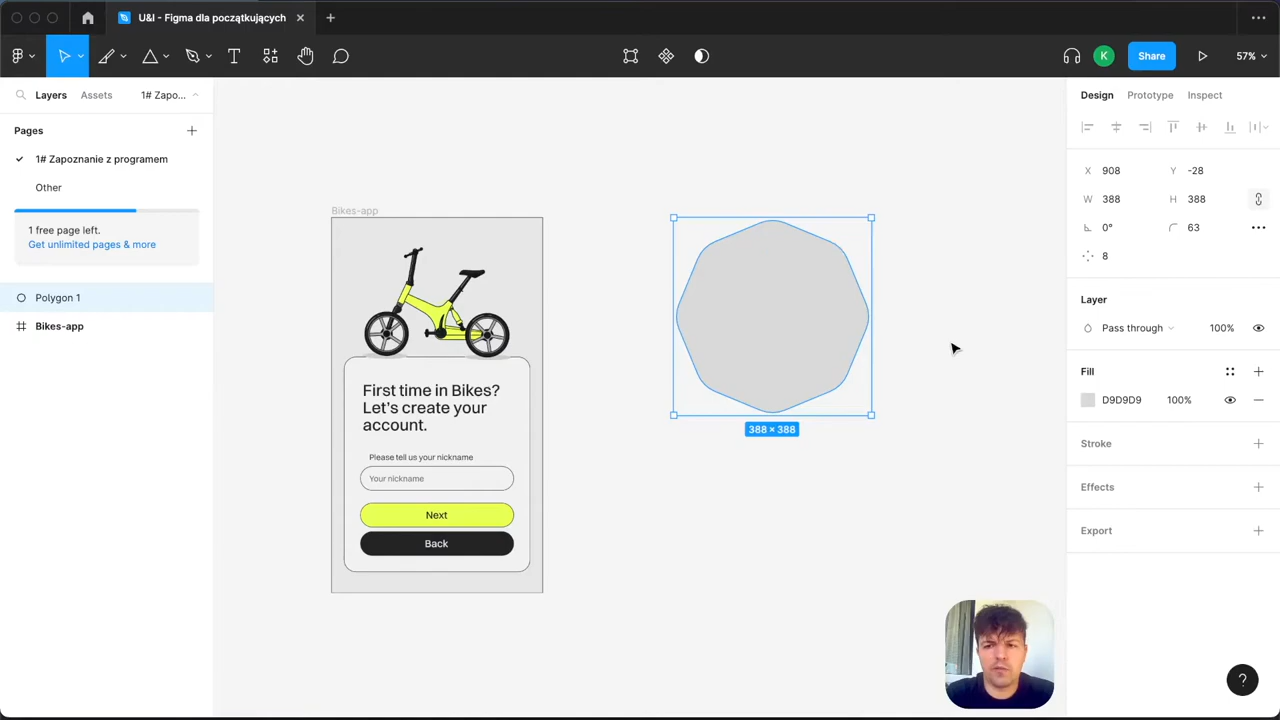 U&I - Figma dla początkujących
K
Share
57%
Layers
Assets
1# Zapo...
Pages
1# Zapoznanie z programem
Other
1 free page left.
Get unlimited pages & more
Polygon 1
Bikes-app
Bikes-app
First time in Bikes?
Let's create your
account.
Please tell us your nickname
Your nickname
Next
Back
388 × 388
Design
Prototype
Inspect
X 908
Y -28
W 388
H 388
0°
63
8
Layer
Pass through
100%
Fill
D9D9D9
100%
Stroke
Effects
Export
?